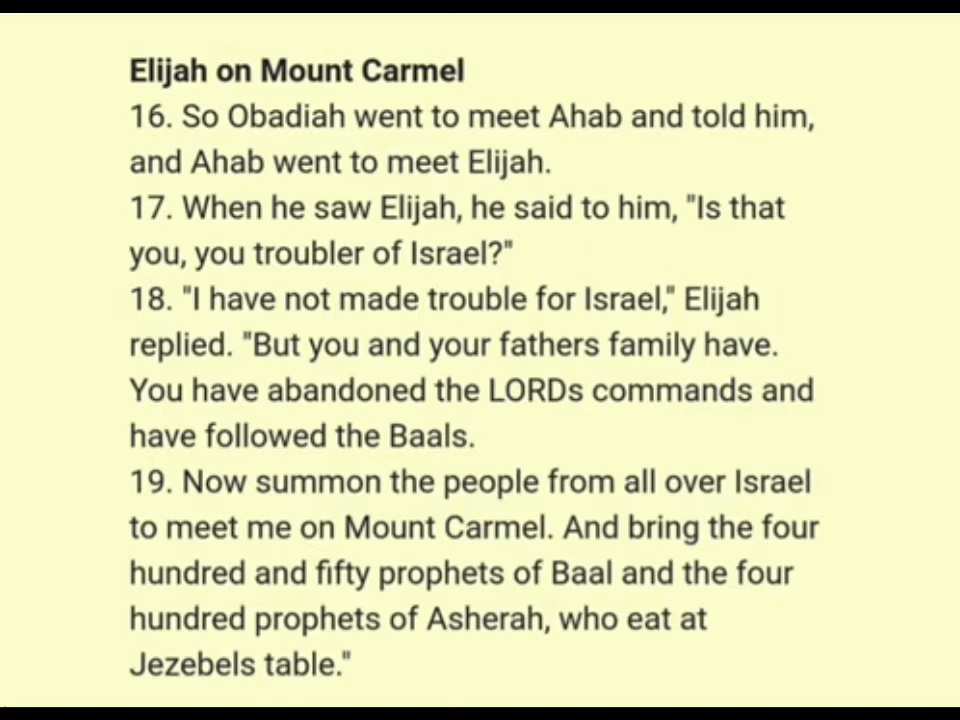 Elijah on Mount Carmel
16. So Obadiah went to meet Ahab and told him,
and Ahab went to meet Elijah.
17. When he saw Elijah, he said to him, "Is that
you, you troubler of Israel?"
18. "I have not made trouble for Israel," Elijah
replied. "But you and your fathers family have.
You have abandoned the LORDs commands and
have followed the Baals.
19. Now summon the people from all over Israel
to meet me on Mount Carmel. And bring the four
hundred and fifty prophets of Baal and the four
hundred prophets of Asherah, who eat at
Jezebels table."